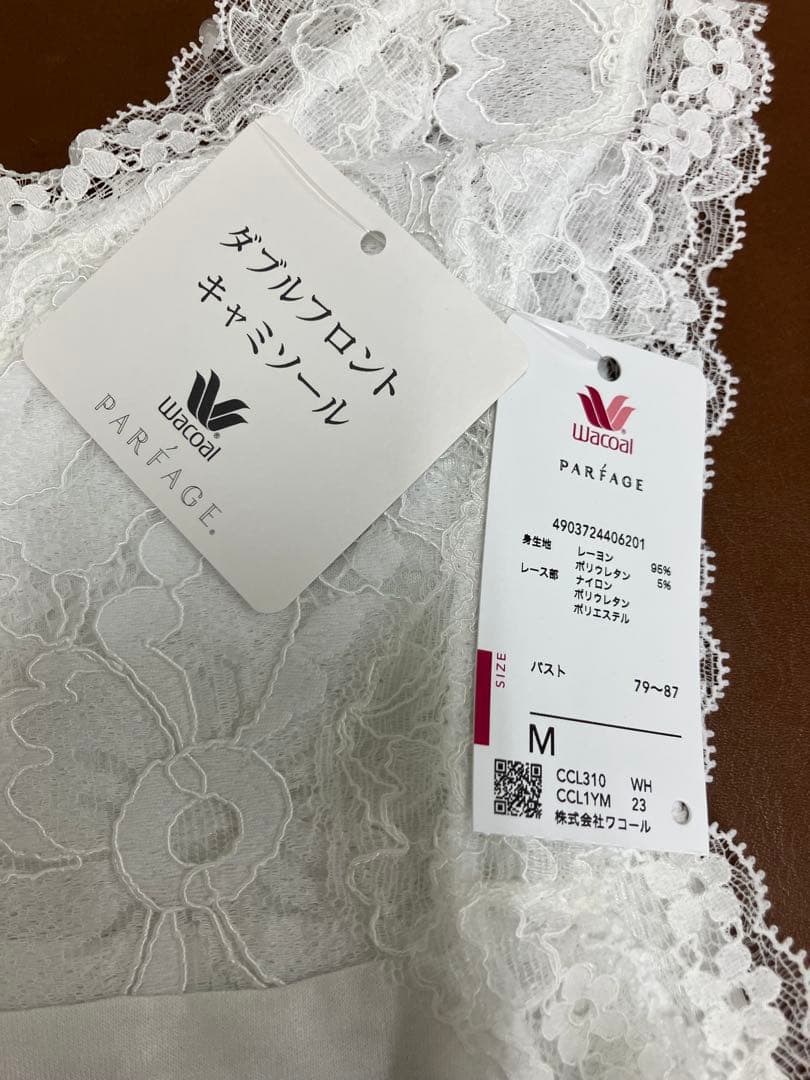 ダブルフロント
キャミソール
Wacoal
PARFAGE
Wacoal
PARFAGE
4903724406201
身生地 レーヨン 95%
ポリウレタン 5%
レース部 ナイロン
ポリウレタン
ポリエステル
SIZE
バスト 79～87
M
CCL310 WH
CCL1YM 23
株式会社ワコール